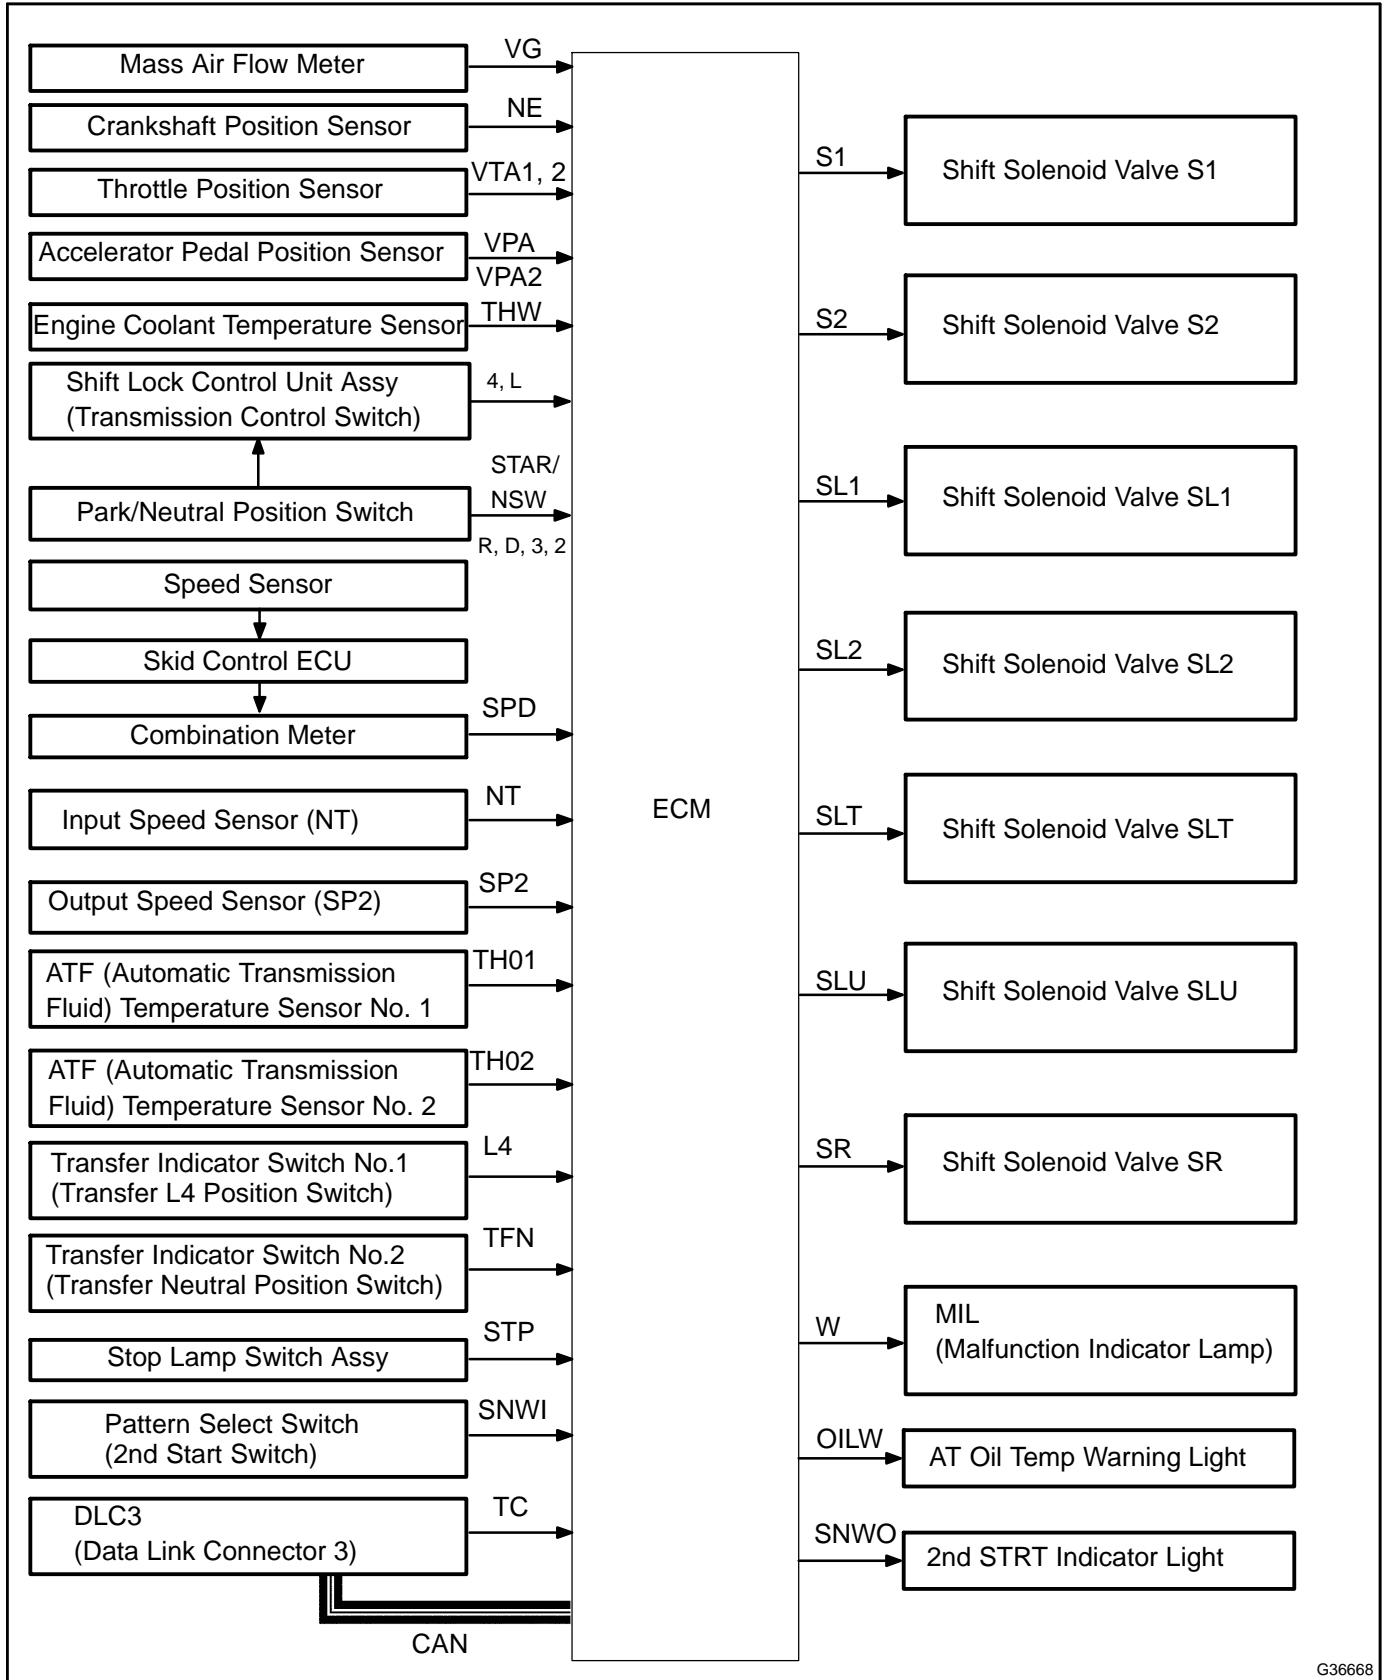 Mass Air Flow Meter
VG
Crankshaft Position Sensor
NE
Throttle Position Sensor
VTA1, 2
Accelerator Pedal Position Sensor
VPA
VPA2
Engine Coolant Temperature Sensor
THW
Shift Lock Control Unit Assy
(Transmission Control Switch)
4, L
Park/Neutral Position Switch
STAR/
NSW
R, D, 3, 2
Speed Sensor
Skid Control ECU
Combination Meter
SPD
Input Speed Sensor (NT)
NT
Output Speed Sensor (SP2)
SP2
ATF (Automatic Transmission
Fluid) Temperature Sensor No. 1
TH01
ATF (Automatic Transmission
Fluid) Temperature Sensor No. 2
TH02
Transfer Indicator Switch No.1
(Transfer L4 Position Switch)
L4
Transfer Indicator Switch No.2
(Transfer Neutral Position Switch)
TFN
Stop Lamp Switch Assy
STP
Pattern Select Switch
(2nd Start Switch)
SNWI
DLC3
(Data Link Connector 3)
TC
CAN
ECM
S1
Shift Solenoid Valve S1
S2
Shift Solenoid Valve S2
SL1
Shift Solenoid Valve SL1
SL2
Shift Solenoid Valve SL2
SLT
Shift Solenoid Valve SLT
SLU
Shift Solenoid Valve SLU
SR
Shift Solenoid Valve SR
W
MIL
(Malfunction Indicator Lamp)
OILW
AT Oil Temp Warning Light
SNWO
2nd STRT Indicator Light
G36668